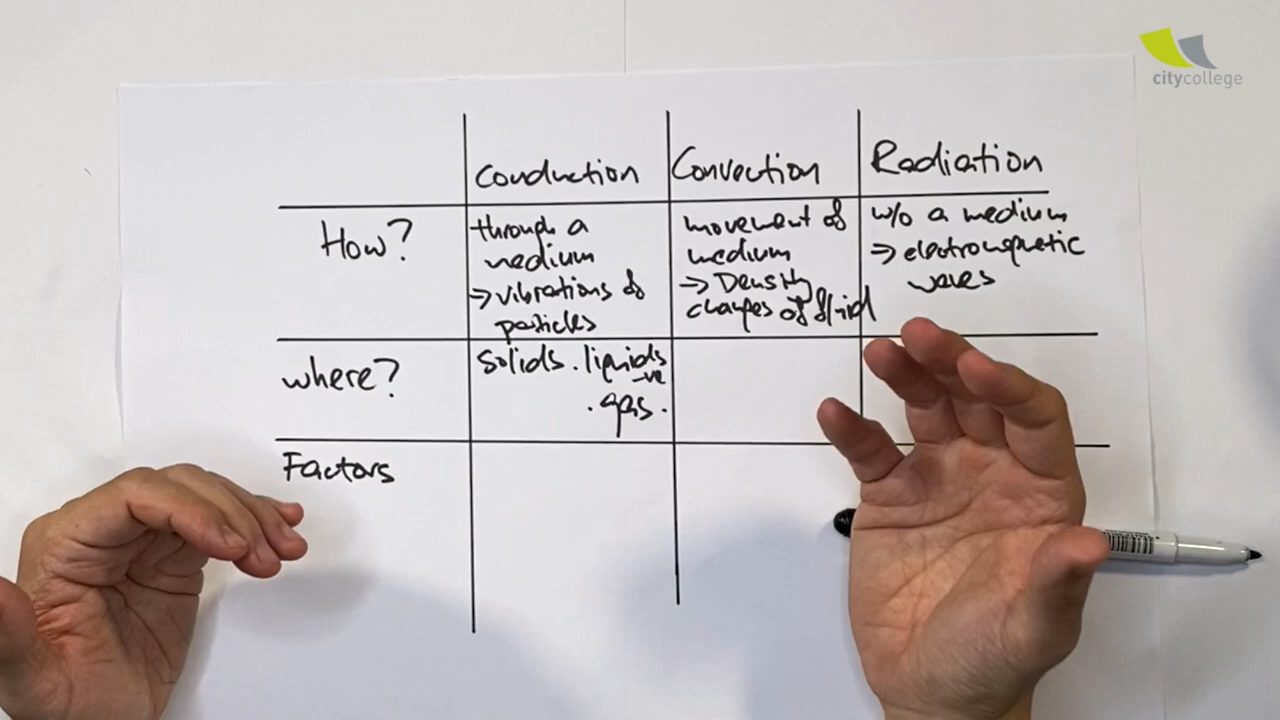 citycollege
Conduction Convection Radiation
How?
through a
medium
→ vibrations of
particles
movement of
medium
→ Density
changes of fluid
w/o a medium
⇒ electromagnetic
waves
where?
solids . liquids
. gas .
Factors